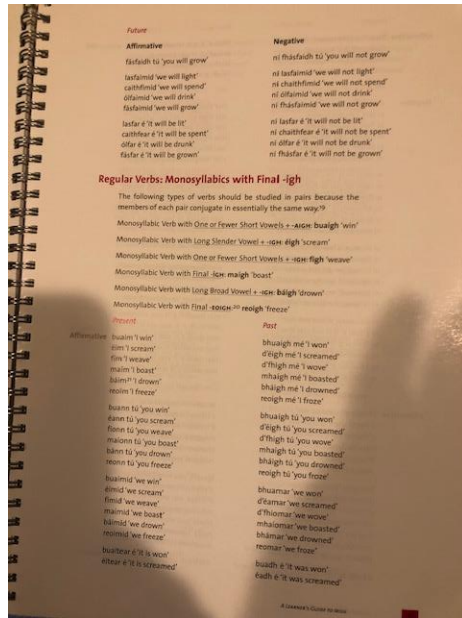 Future
Affirmative
fásfaidh tú 'you will grow'
lasfaimid 'we will light'
caithfimid 'we will spend'
ólfaimid 'we will drink'
fásfaimid 'we will grow'
lasfar é 'it will be lit'
caithfear é 'it will be spent'
ólfar é 'it will be drunk'
fásfar é 'it will be grown'
Negative
ní fhásfaidh tú 'you will not grow'
ní lasfaimid 'we will not light'
ní chaithfimid 'we will not spend'
ní ólfaimid 'we will not drink'
ní fhásfaimid 'we will not grow'
ní lasfar é 'it will not be lit'
ní chaithfear é 'it will not be spent'
ní ólfar é 'it will not be drunk'
ní fhásfar é 'it will not be grown'
Regular Verbs: Monosyllabics with Final -igh
The following types of verbs should be studied in pairs because the
members of each pair conjugate in essentially the same way.
Monosyllabic Verb with One or Fewer Short Vowels + -AIGH: buaigh 'win'
Monosyllabic Verb with Long Slender Vowel + -IGH: éigh 'scream'
Monosyllabic Verb with One or Fewer Short Vowels + -IGH: figh 'weave'
Monosyllabic Verb with Final -ÍGH: maígh 'boast'
Monosyllabic Verb with Long Broad Vowel + -IGH: báigh 'drown'
Monosyllabic Verb with Final -EOIGH: reoigh 'freeze'
Present
Affirmative
buaim 'I win'
éim 'I scream'
fím 'I weave'
maím 'I boast'
báim 'I drown'
reoim 'I freeze'
buann tú 'you win'
éann tú 'you scream'
fíonn tú 'you weave'
maíonn tú 'you boast'
bánn tú 'you drown'
reonn tú 'you freeze'
buaimid 'we win'
éimid 'we scream'
fímid 'we weave'
maímid 'we boast'
báimid 'we drown'
reoimid 'we freeze'
buaitear é 'it is won'
éitear é 'it is screamed'
Past
bhuaigh mé 'I won'
d'éigh mé 'I screamed'
d'fhigh mé 'I wove'
mhaígh mé 'I boasted'
bháigh mé 'I drowned'
reoigh mé 'I froze'
bhuaigh tú 'you won'
d'éigh tú 'you screamed'
d'fhigh tú 'you wove'
mhaígh tú 'you boasted'
bháigh tú 'you drowned'
reoigh tú 'you froze'
bhuamar 'we won'
d'éamar 'we screamed'
d'fhíomar 'we wove'
mhaíomar 'we boasted'
bhámar 'we drowned'
reomar 'we froze'
buadh é 'it was won'
éadh é 'it was screamed'
A Learner's Guide to Irish